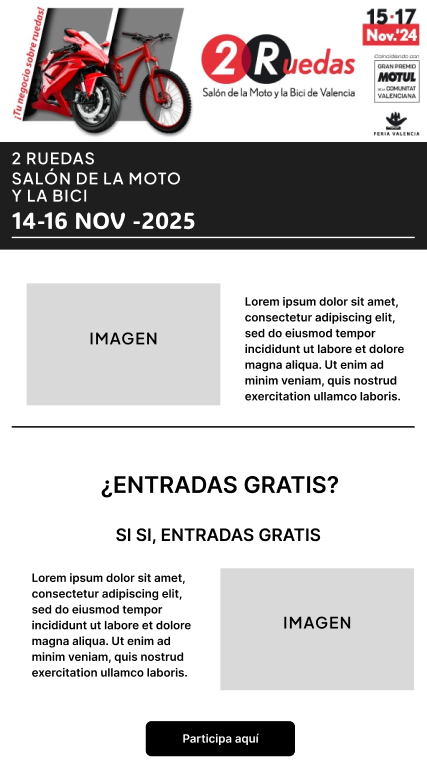 ¡Tu negocio sobre ruedas!
2 Ruedas
Salón de la Moto y la Bici de Valencia
15·17
Nov.'24
Coincidiendo con
GRAN PREMIO
MOTUL
DE LA COMUNITAT
VALENCIANA
FERIA VALENCIA
2 RUEDAS
SALÓN DE LA MOTO
Y LA BICI
14-16 NOV -2025
IMAGEN
Lorem ipsum dolor sit amet,
consectetur adipiscing elit,
sed do eiusmod tempor
incididunt ut labore et dolore
magna aliqua. Ut enim ad
minim veniam, quis nostrud
exercitation ullamco laboris.
¿ENTRADAS GRATIS?
SI SI, ENTRADAS GRATIS
Lorem ipsum dolor sit amet,
consectetur adipiscing elit,
sed do eiusmod tempor
incididunt ut labore et dolore
magna aliqua. Ut enim ad
minim veniam, quis nostrud
exercitation ullamco laboris.
IMAGEN
Participa aquí